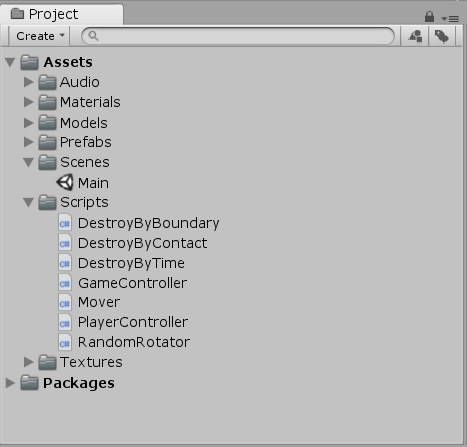 Project
Create
Assets
Audio
Materials
Models
Prefabs
Scenes
Main
Scripts
C# DestroyByBoundary
C# DestroyByContact
C# DestroyByTime
C# GameController
C# Mover
C# PlayerController
C# RandomRotator
Textures
Packages